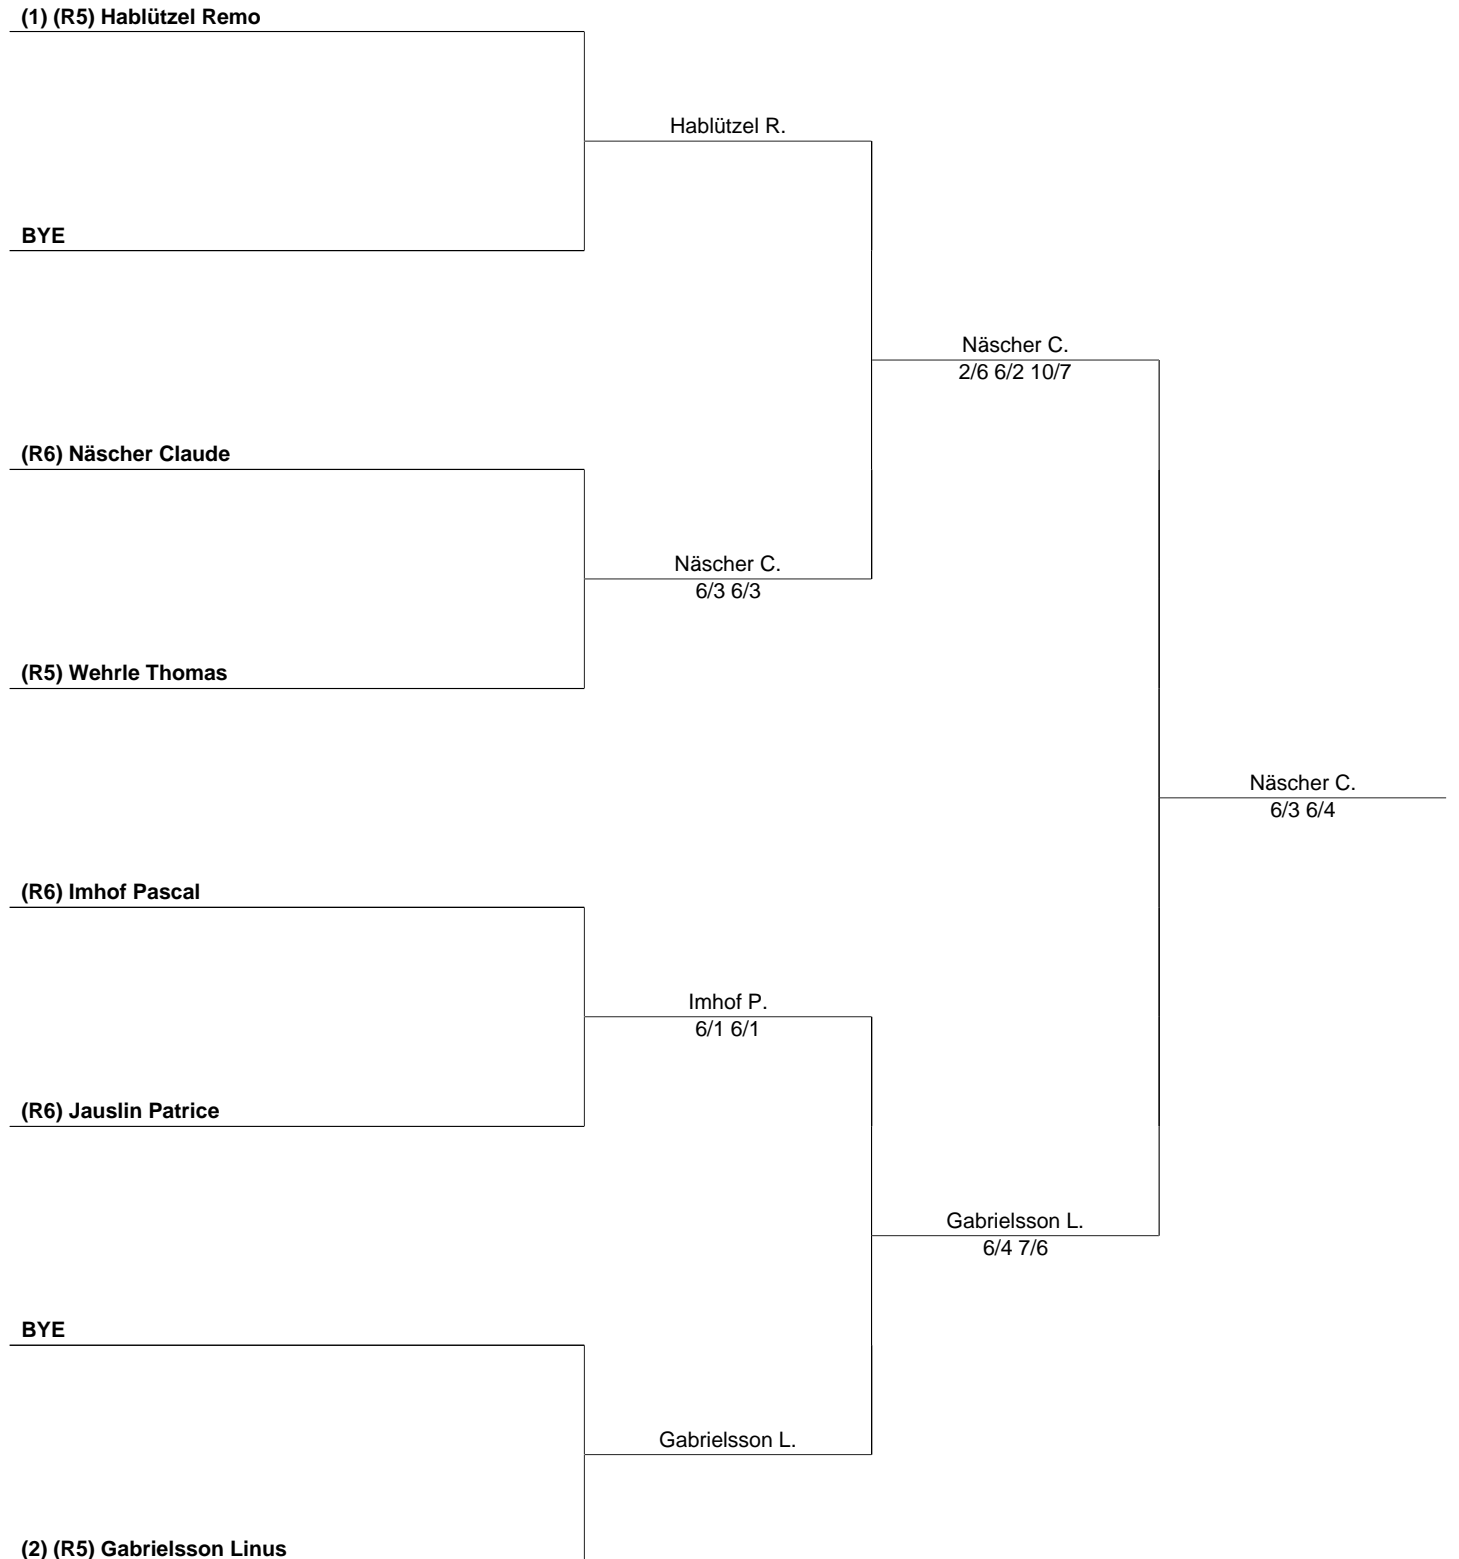 (1) (R5) Hablützel Remo
Hablützel R.
BYE
Näscher C.
2/6 6/2 10/7
(R6) Näscher Claude
Näscher C.
6/3 6/3
(R5) Wehrle Thomas
Näscher C.
6/3 6/4
(R6) Imhof Pascal
Imhof P.
6/1 6/1
(R6) Jauslin Patrice
Gabrielsson L.
6/4 7/6
BYE
Gabrielsson L.
(2) (R5) Gabrielsson Linus